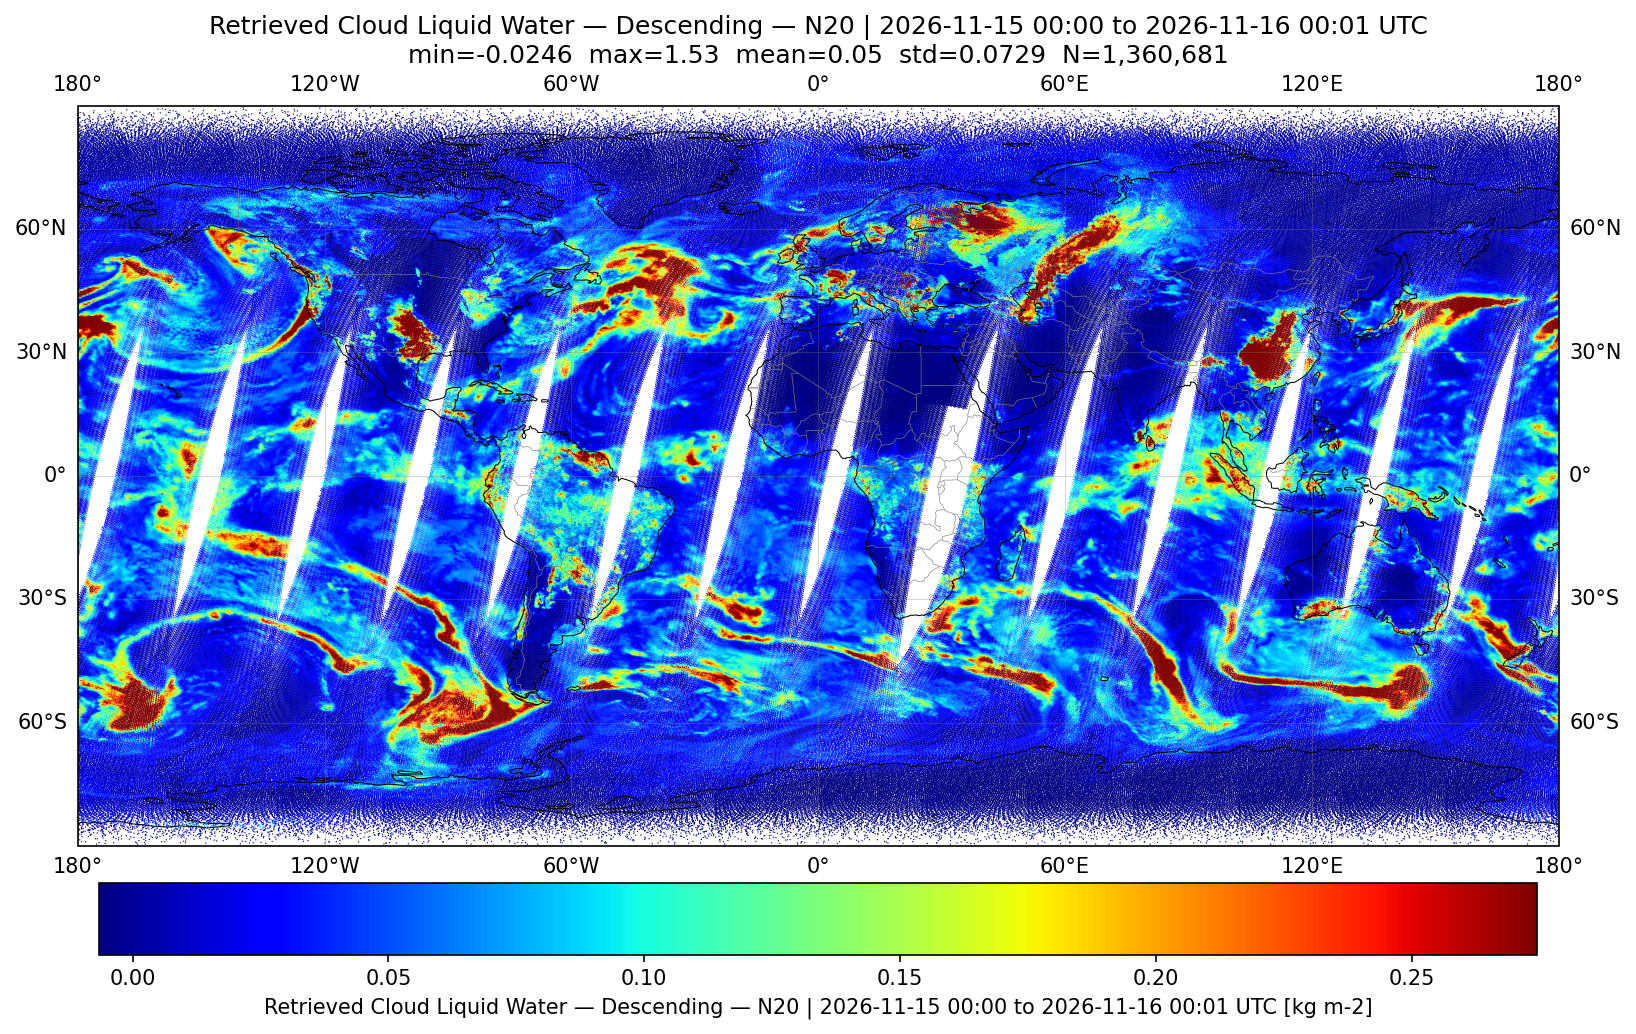 Retrieved Cloud Liquid Water — Descending — N20 | 2026-11-15 00:00 to 2026-11-16 00:01 UTC
min=-0.0246  max=1.53  mean=0.05  std=0.0729  N=1,360,681
180° 120°W 60°W 0° 60°E 120°E 180°
60°N 60°N
30°N 30°N
0° 0°
30°S 30°S
60°S 60°S
180° 120°W 60°W 0° 60°E 120°E 180°
0.00 0.05 0.10 0.15 0.20 0.25
Retrieved Cloud Liquid Water — Descending — N20 | 2026-11-15 00:00 to 2026-11-16 00:01 UTC [kg m-2]